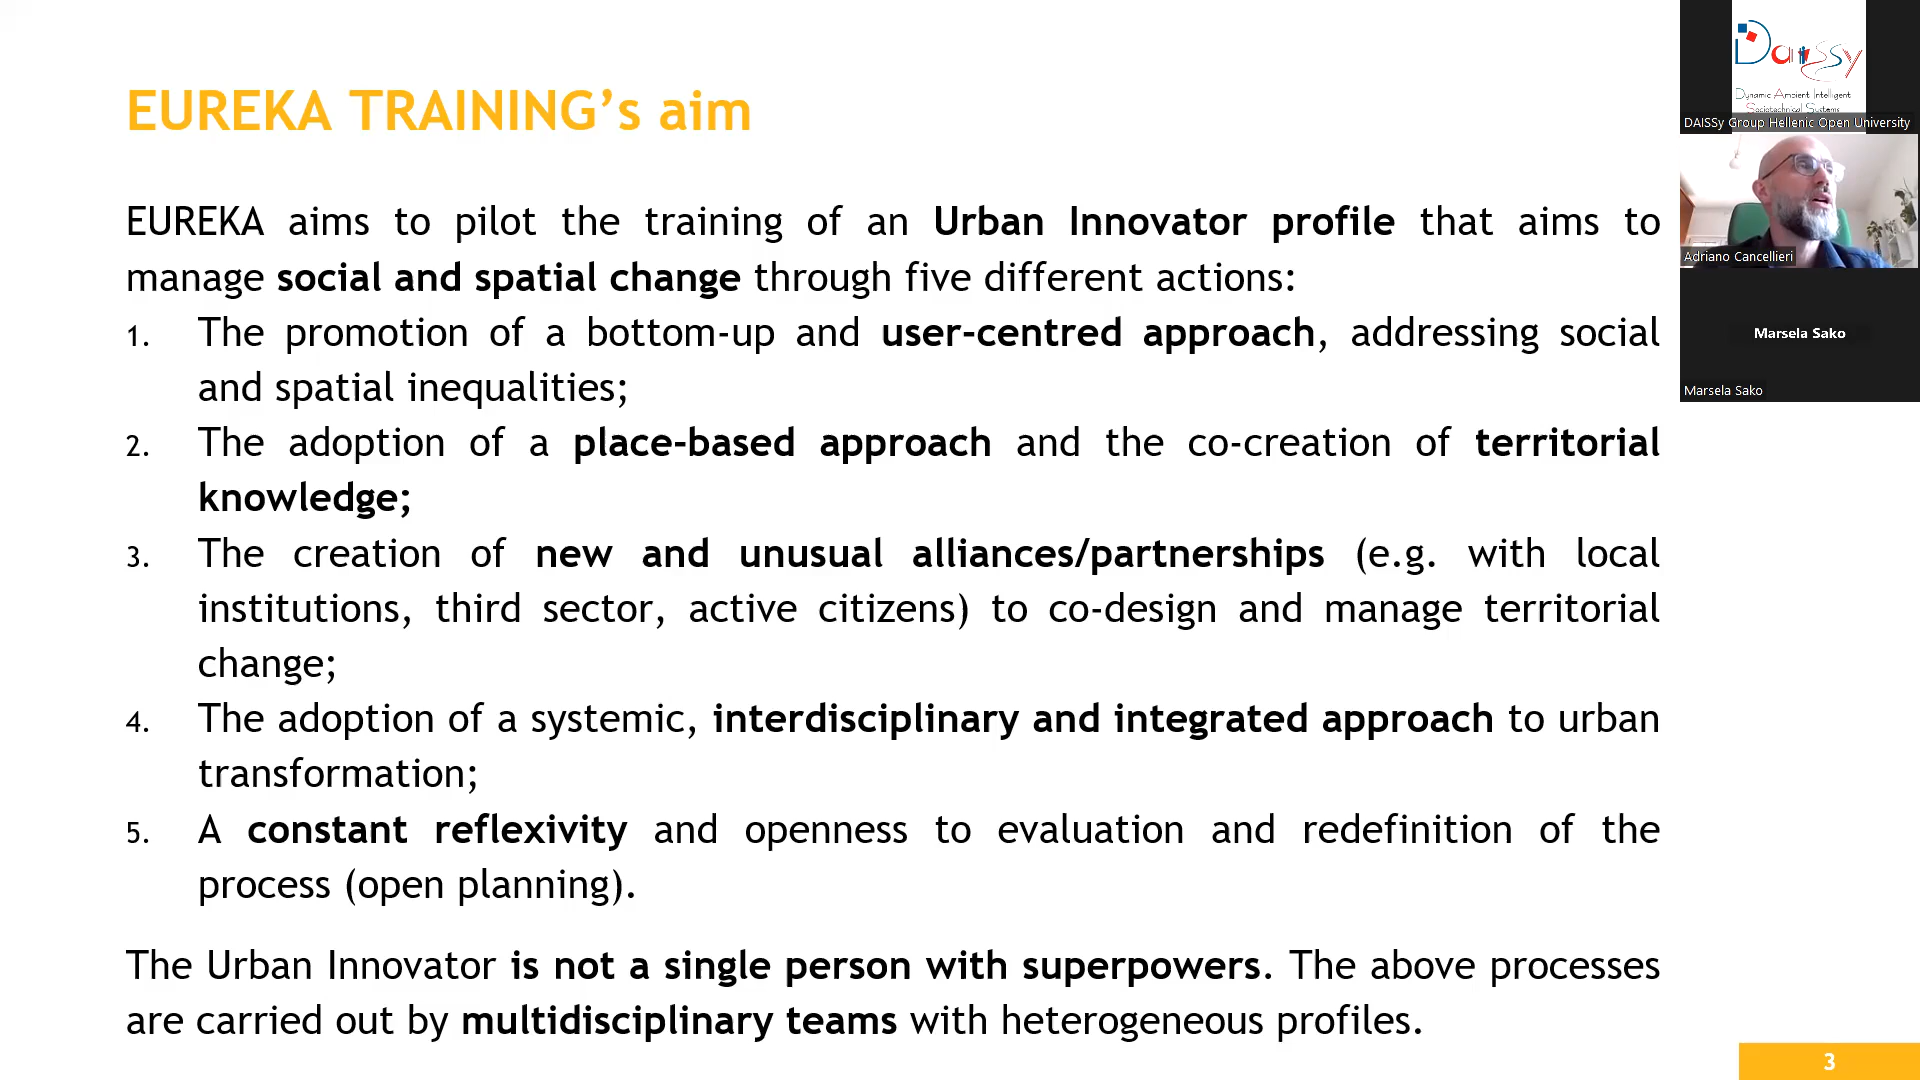 EUREKA TRAINING’s aim
EUREKA aims to pilot the training of an Urban Innovator profile that aims to
manage social and spatial change through five different actions:
1. The promotion of a bottom-up and user-centred approach, addressing social
and spatial inequalities;
2. The adoption of a place-based approach and the co-creation of territorial
knowledge;
3. The creation of new and unusual alliances/partnerships (e.g. with local
institutions, third sector, active citizens) to co-design and manage territorial
change;
4. The adoption of a systemic, interdisciplinary and integrated approach to urban
transformation;
5. A constant reflexivity and openness to evaluation and redefinition of the
process (open planning).
The Urban Innovator is not a single person with superpowers. The above processes
are carried out by multidisciplinary teams with heterogeneous profiles.
3
Daissy
Dynamic Ambient Intelligent
Sociotechnical Systems
DAISSy Group Hellenic Open University
Adriano Cancellieri
Marsela Sako
Marsela Sako